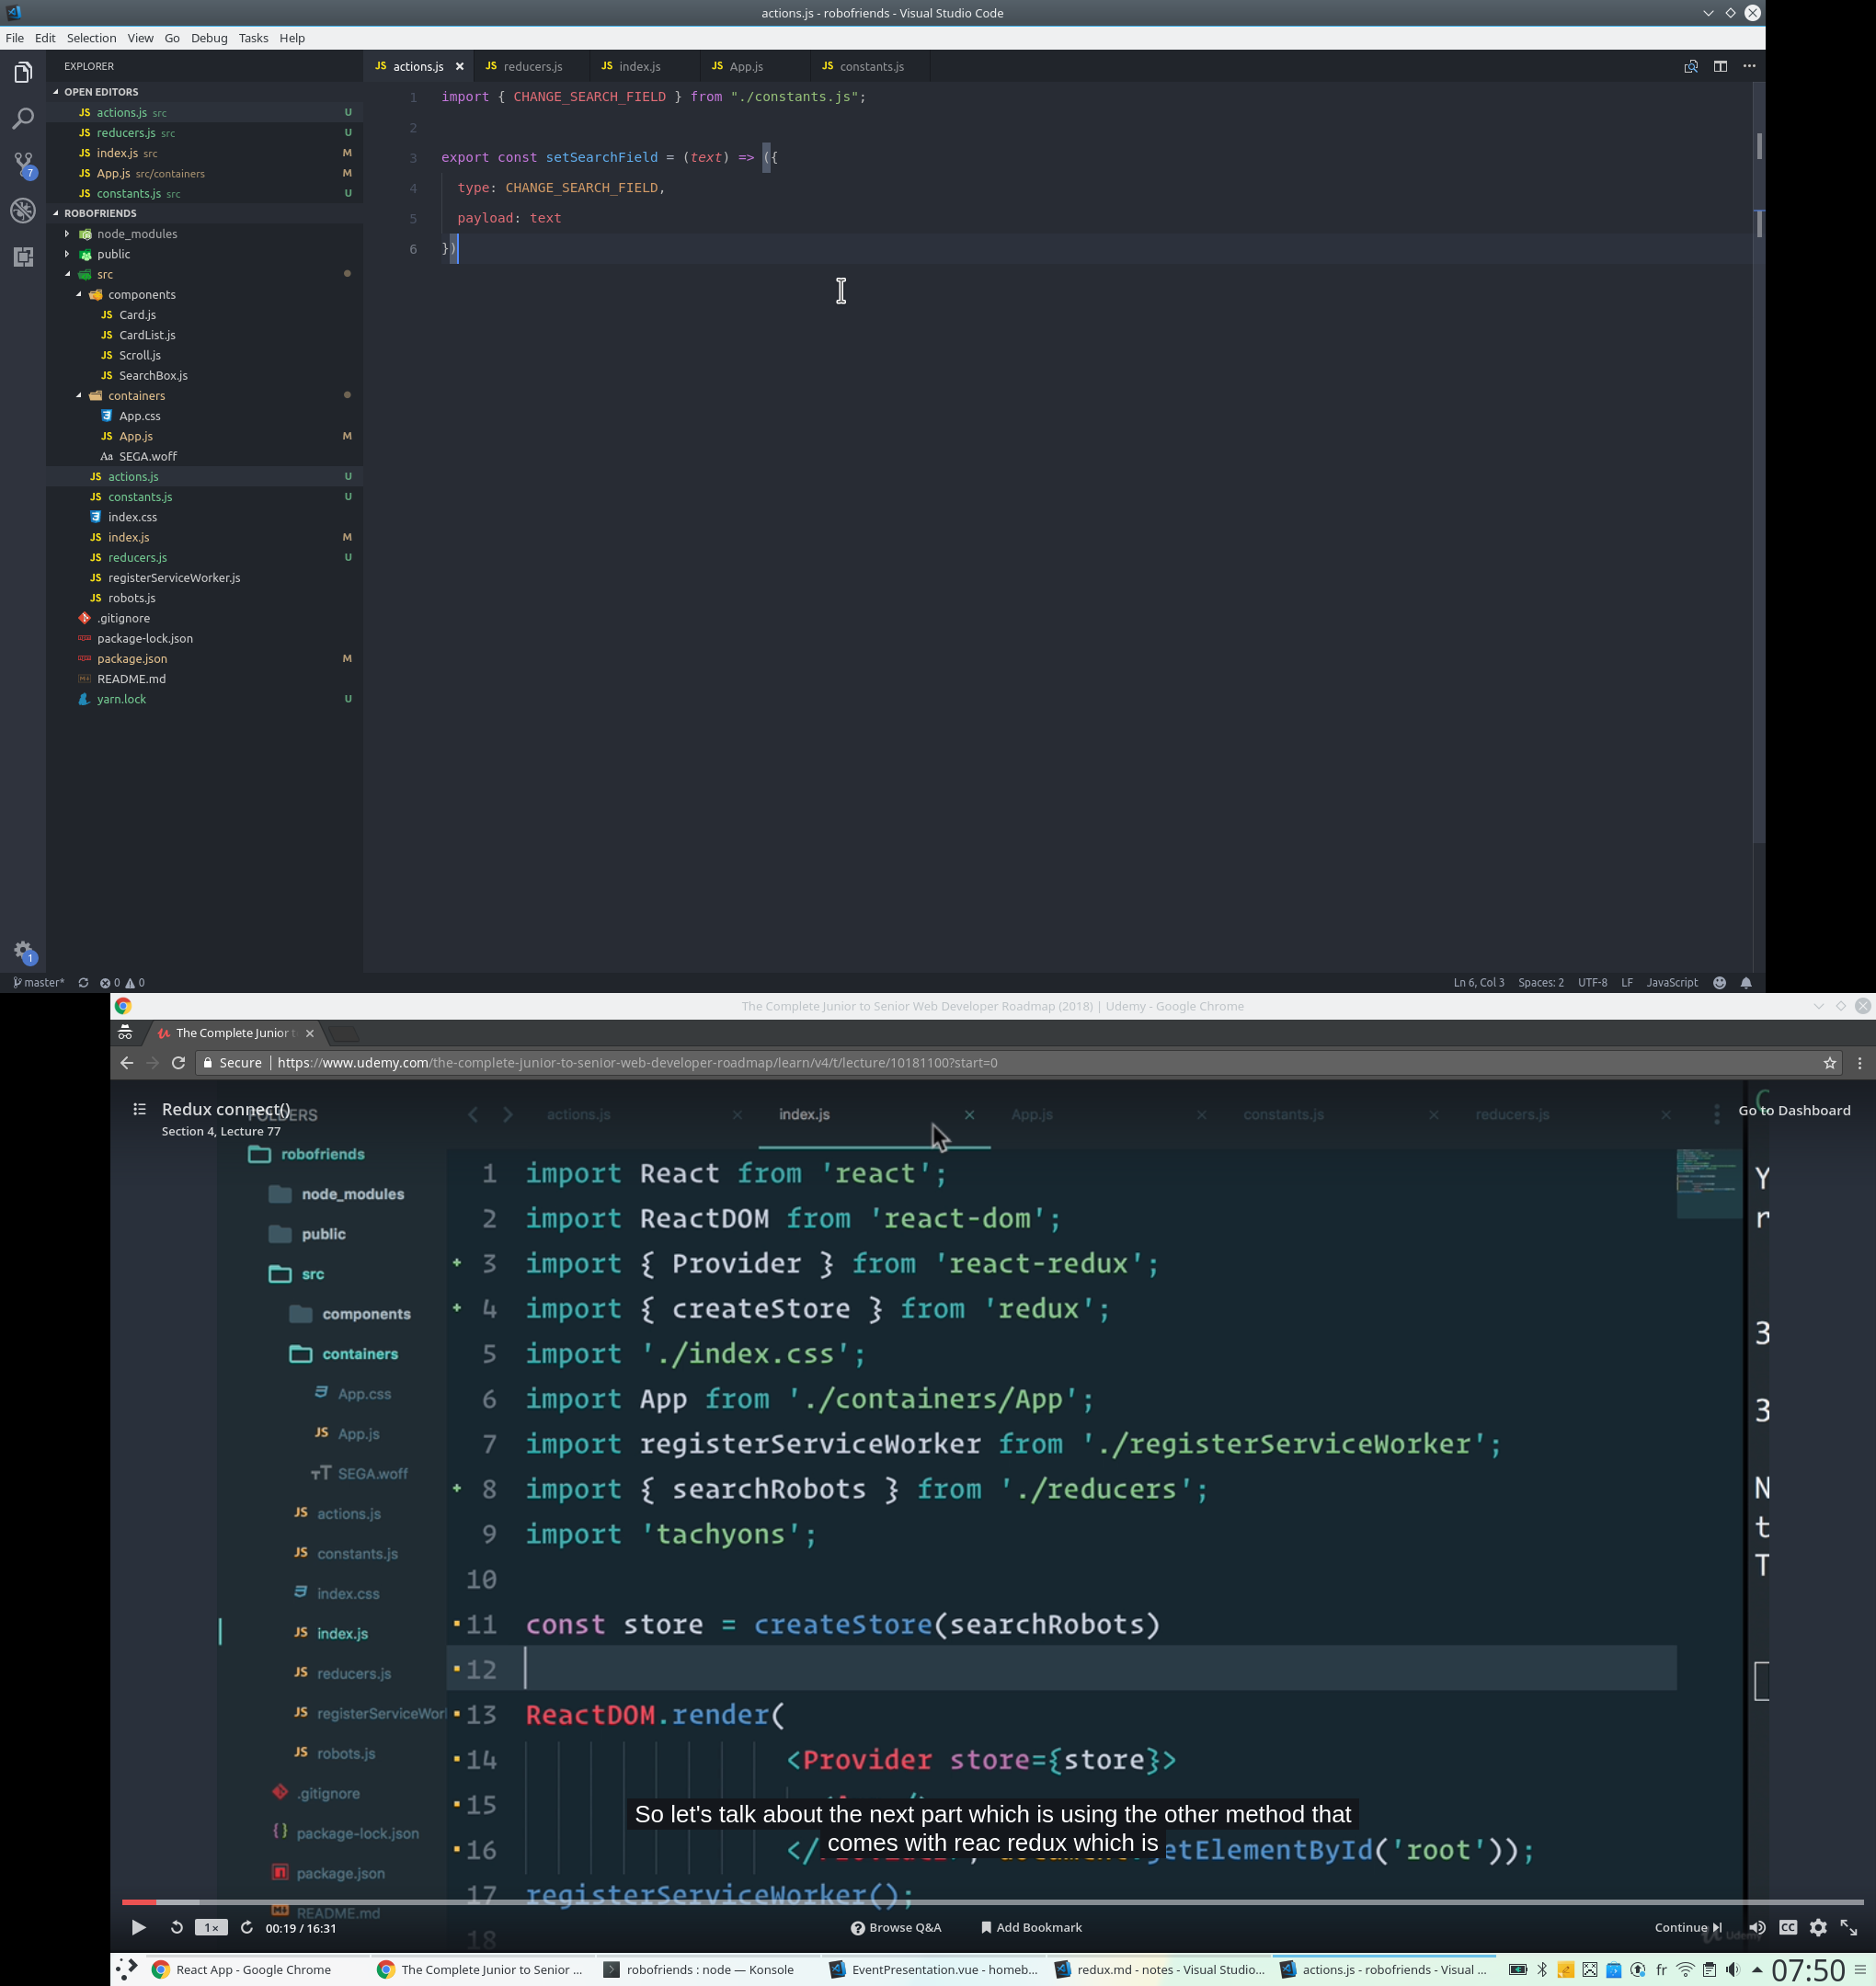 actions.js - robofriends - Visual Studio Code
File Edit Selection View Go Debug Tasks Help
EXPLORER
OPEN EDITORS
JS actions.js src U
JS reducers.js src U
JS index.js src M
JS App.js src/containers M
JS constants.js src U
ROBOFRIENDS
node_modules
public
src
components
JS Card.js
JS CardList.js
JS Scroll.js
JS SearchBox.js
containers
App.css
JS App.js M
Aa SEGA.woff
JS actions.js U
JS constants.js U
index.css
JS index.js M
JS reducers.js U
JS registerServiceWorker.js
JS robots.js
.gitignore
package-lock.json
package.json M
README.md
yarn.lock U
7
1
JS actions.js JS reducers.js JS index.js JS App.js JS constants.js
1 import { CHANGE_SEARCH_FIELD } from "./constants.js";
2
3 export const setSearchField = (text) => ({
4 type: CHANGE_SEARCH_FIELD,
5 payload: text
6 })
master* 0 0 Ln 6, Col 3 Spaces: 2 UTF-8 LF JavaScript
The Complete Junior to Senior Web Developer Roadmap (2018) | Udemy - Google Chrome
The Complete Junior t
Secure | https://www.udemy.com/the-complete-junior-to-senior-web-developer-roadmap/learn/v4/t/lecture/10181100?start=0
Redux connect()
Section 4, Lecture 77
Go to Dashboard
FOLDERS
robofriends
node_modules
public
src
components
containers
App.css
JS App.js
SEGA.woff
JS actions.js
JS constants.js
index.css
JS index.js
JS reducers.js
JS registerServiceWor
JS robots.js
.gitignore
package-lock.json
package.json
README.md
actions.js index.js App.js constants.js reducers.js
1 import React from 'react';
2 import ReactDOM from 'react-dom';
3 import { Provider } from 'react-redux';
4 import { createStore } from 'redux';
5 import './index.css';
6 import App from './containers/App';
7 import registerServiceWorker from './registerServiceWorker';
8 import { searchRobots } from './reducers';
9 import 'tachyons';
10
11 const store = createStore(searchRobots)
12
13 ReactDOM.render(
14 <Provider store={store}>
15
16 </ etElementById('root'));
17 registerServiceWorker();
18
So let's talk about the next part which is using the other method that
comes with reac redux which is
1× 00:19 / 16:31 Browse Q&A Add Bookmark Continue CC
Udemy
React App - Google Chrome The Complete Junior to Senior ... robofriends : node — Konsole EventPresentation.vue - homeb... redux.md - notes - Visual Studio... actions.js - robofriends - Visual ... fr 07:50